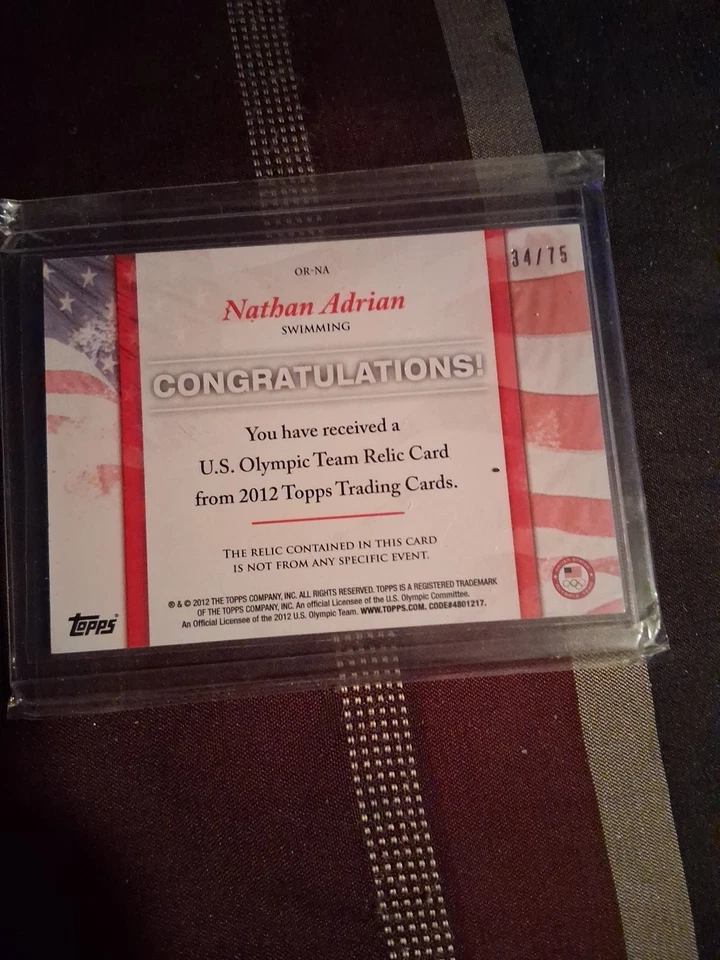 OR-NA
34/75
Nathan Adrian
SWIMMING
CONGRATULATIONS!
You have received a
U.S. Olympic Team Relic Card
from 2012 Topps Trading Cards.
THE RELIC CONTAINED IN THIS CARD
IS NOT FROM ANY SPECIFIC EVENT.
® & © 2012 THE TOPPS COMPANY, INC. ALL RIGHTS RESERVED. TOPPS IS A REGISTERED TRADEMARK
OF THE TOPPS COMPANY, INC. An official Licensee of the U.S. Olympic Committee.
An Official Licensee of the 2012 U.S. Olympic Team. WWW.TOPPS.COM. CODE#4801217.
topps®